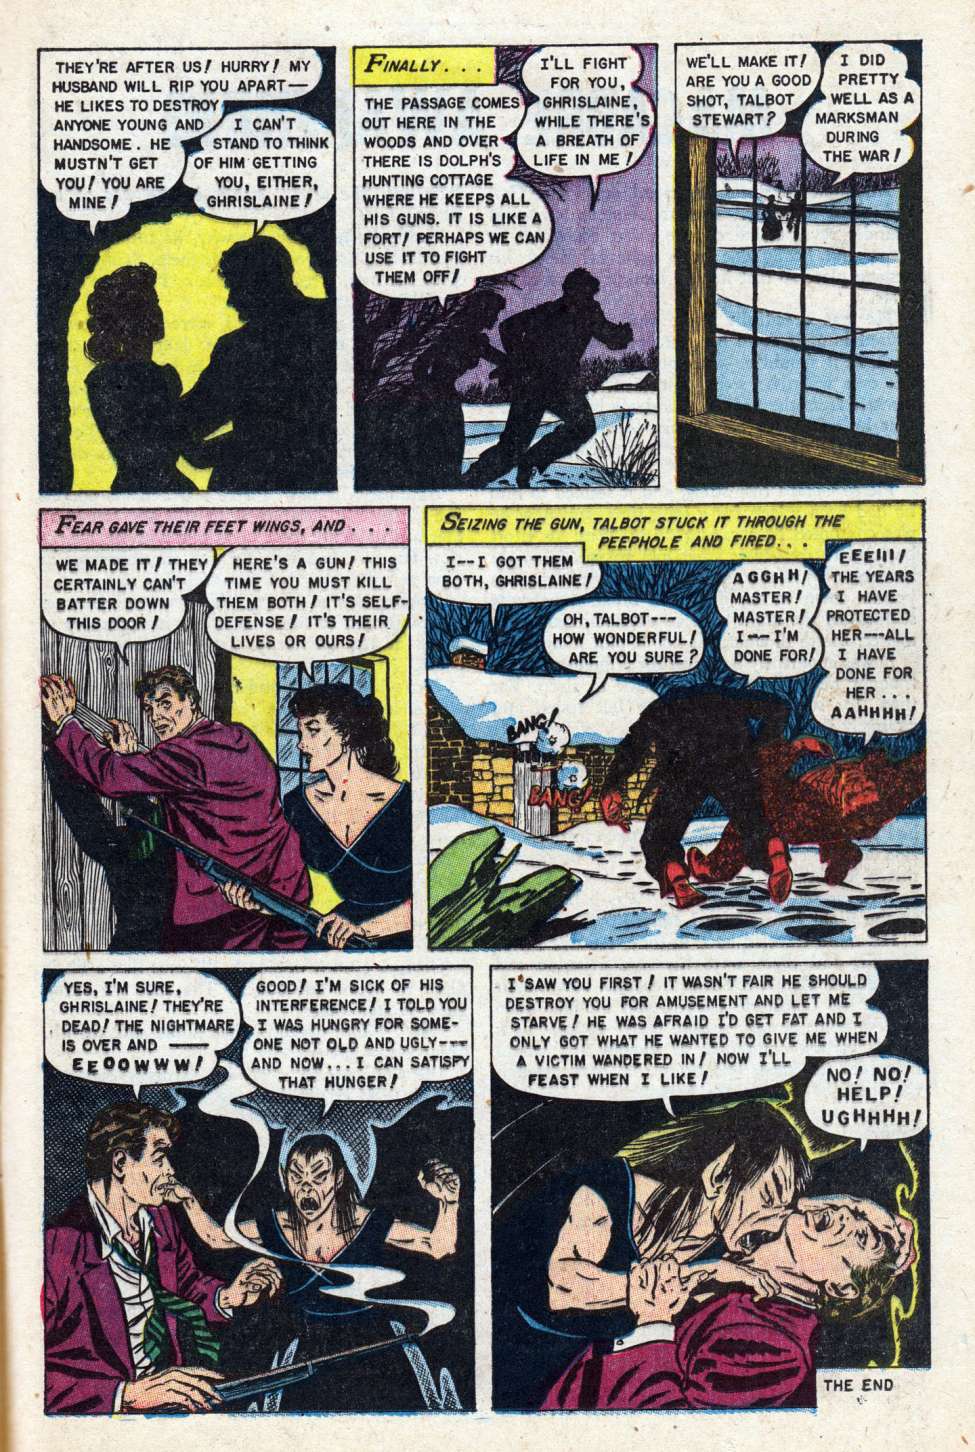 THEY'RE AFTER US! HURRY! MY
HUSBAND WILL RIP YOU APART—
HE LIKES TO DESTROY
ANYONE YOUNG AND
HANDSOME. HE
MUSTN'T GET
YOU! YOU ARE
MINE!
I CAN'T
STAND TO THINK
OF HIM GETTING
YOU, EITHER,
GHRISLAINE!
FINALLY...
THE PASSAGE COMES
OUT HERE IN THE
WOODS AND OVER
THERE IS DOLPH'S
HUNTING COTTAGE
WHERE HE KEEPS ALL
HIS GUNS. IT IS LIKE A
FORT! PERHAPS WE CAN
USE IT TO FIGHT
THEM OFF!
I'LL FIGHT
FOR YOU,
GHRISLAINE,
WHILE THERE'S
A BREATH OF
LIFE IN ME!
WE'LL MAKE IT!
ARE YOU A GOOD
SHOT, TALBOT
STEWART?
I DID
PRETTY
WELL AS A
MARKSMAN
DURING
THE WAR!
FEAR GAVE THEIR FEET WINGS, AND...
WE MADE IT! THEY
CERTAINLY CAN'T
BATTER DOWN
THIS DOOR!
HERE'S A GUN! THIS
TIME YOU MUST KILL
THEM BOTH! IT'S SELF-
DEFENSE! IT'S THEIR
LIVES OR OURS!
SEIZING THE GUN, TALBOT STUCK IT THROUGH THE
PEEPHOLE AND FIRED...
I--I GOT THEM
BOTH, GHRISLAINE!
OH, TALBOT---
HOW WONDERFUL!
ARE YOU SURE?
BANG!
BANG!
AGGHH!
MASTER!
MASTER!
I--I'M
DONE FOR!
EEEIII!
THE YEARS
I HAVE
PROTECTED
HER---ALL
I HAVE
DONE FOR
HER...
AAHHHH!
YES, I'M SURE,
GHRISLAINE! THEY'RE
DEAD! THE NIGHTMARE
IS OVER AND —
EEOOWWW!
GOOD! I'M SICK OF HIS
INTERFERENCE! I TOLD YOU
I WAS HUNGRY FOR SOME-
ONE NOT OLD AND UGLY---
AND NOW... I CAN SATISFY
THAT HUNGER!
I SAW YOU FIRST! IT WASN'T FAIR HE SHOULD
DESTROY YOU FOR AMUSEMENT AND LET ME
STARVE! HE WAS AFRAID I'D GET FAT AND I
ONLY GOT WHAT HE WANTED TO GIVE ME WHEN
A VICTIM WANDERED IN! NOW I'LL
FEAST WHEN I LIKE!
NO! NO!
HELP!
UGHHHH!
THE END